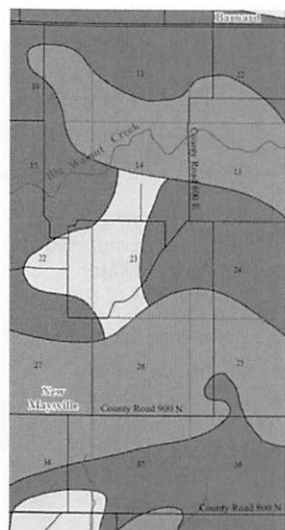 Barnard
10
11
12
15
14
13
Big Walnut Creek
County Road 800 E
22
23
24
27
26
25
New
Maysville
County Road 900 N
34
35
36
County Road 800 N